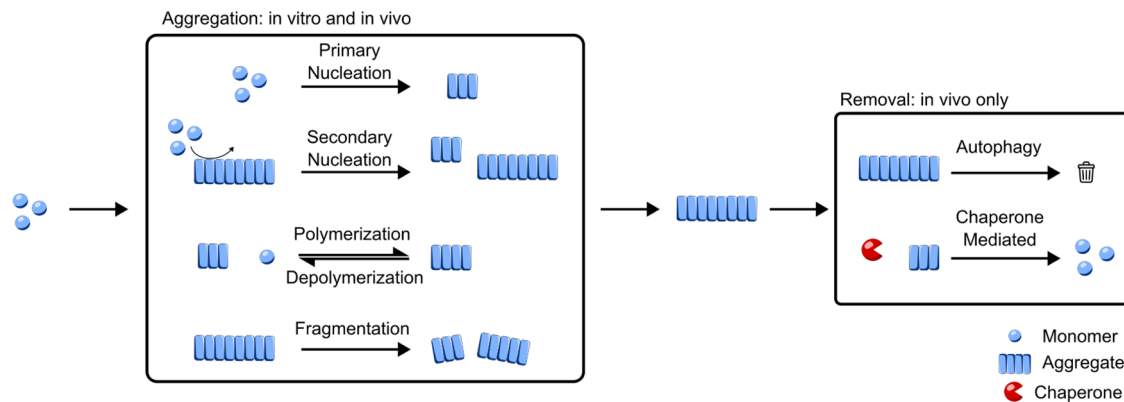 Aggregation: in vitro and in vivo
Primary
Nucleation
Secondary
Nucleation
Polymerization
Depolymerization
Fragmentation
Removal: in vivo only
Autophagy
Chaperone
Mediated
Monomer
Aggregate
Chaperone